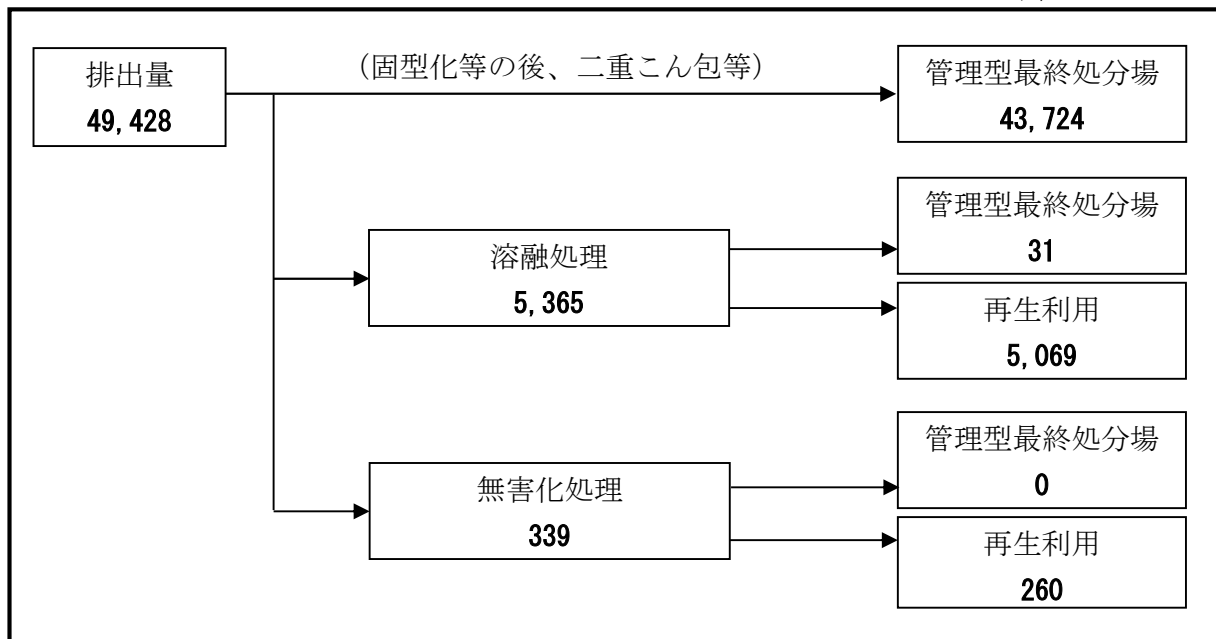 排出量
49,428
(固型化等の後、二重こん包等)
管理型最終処分場
43,724
溶融処理
5,365
管理型最終処分場
31
再生利用
5,069
無害化処理
339
管理型最終処分場
0
再生利用
260